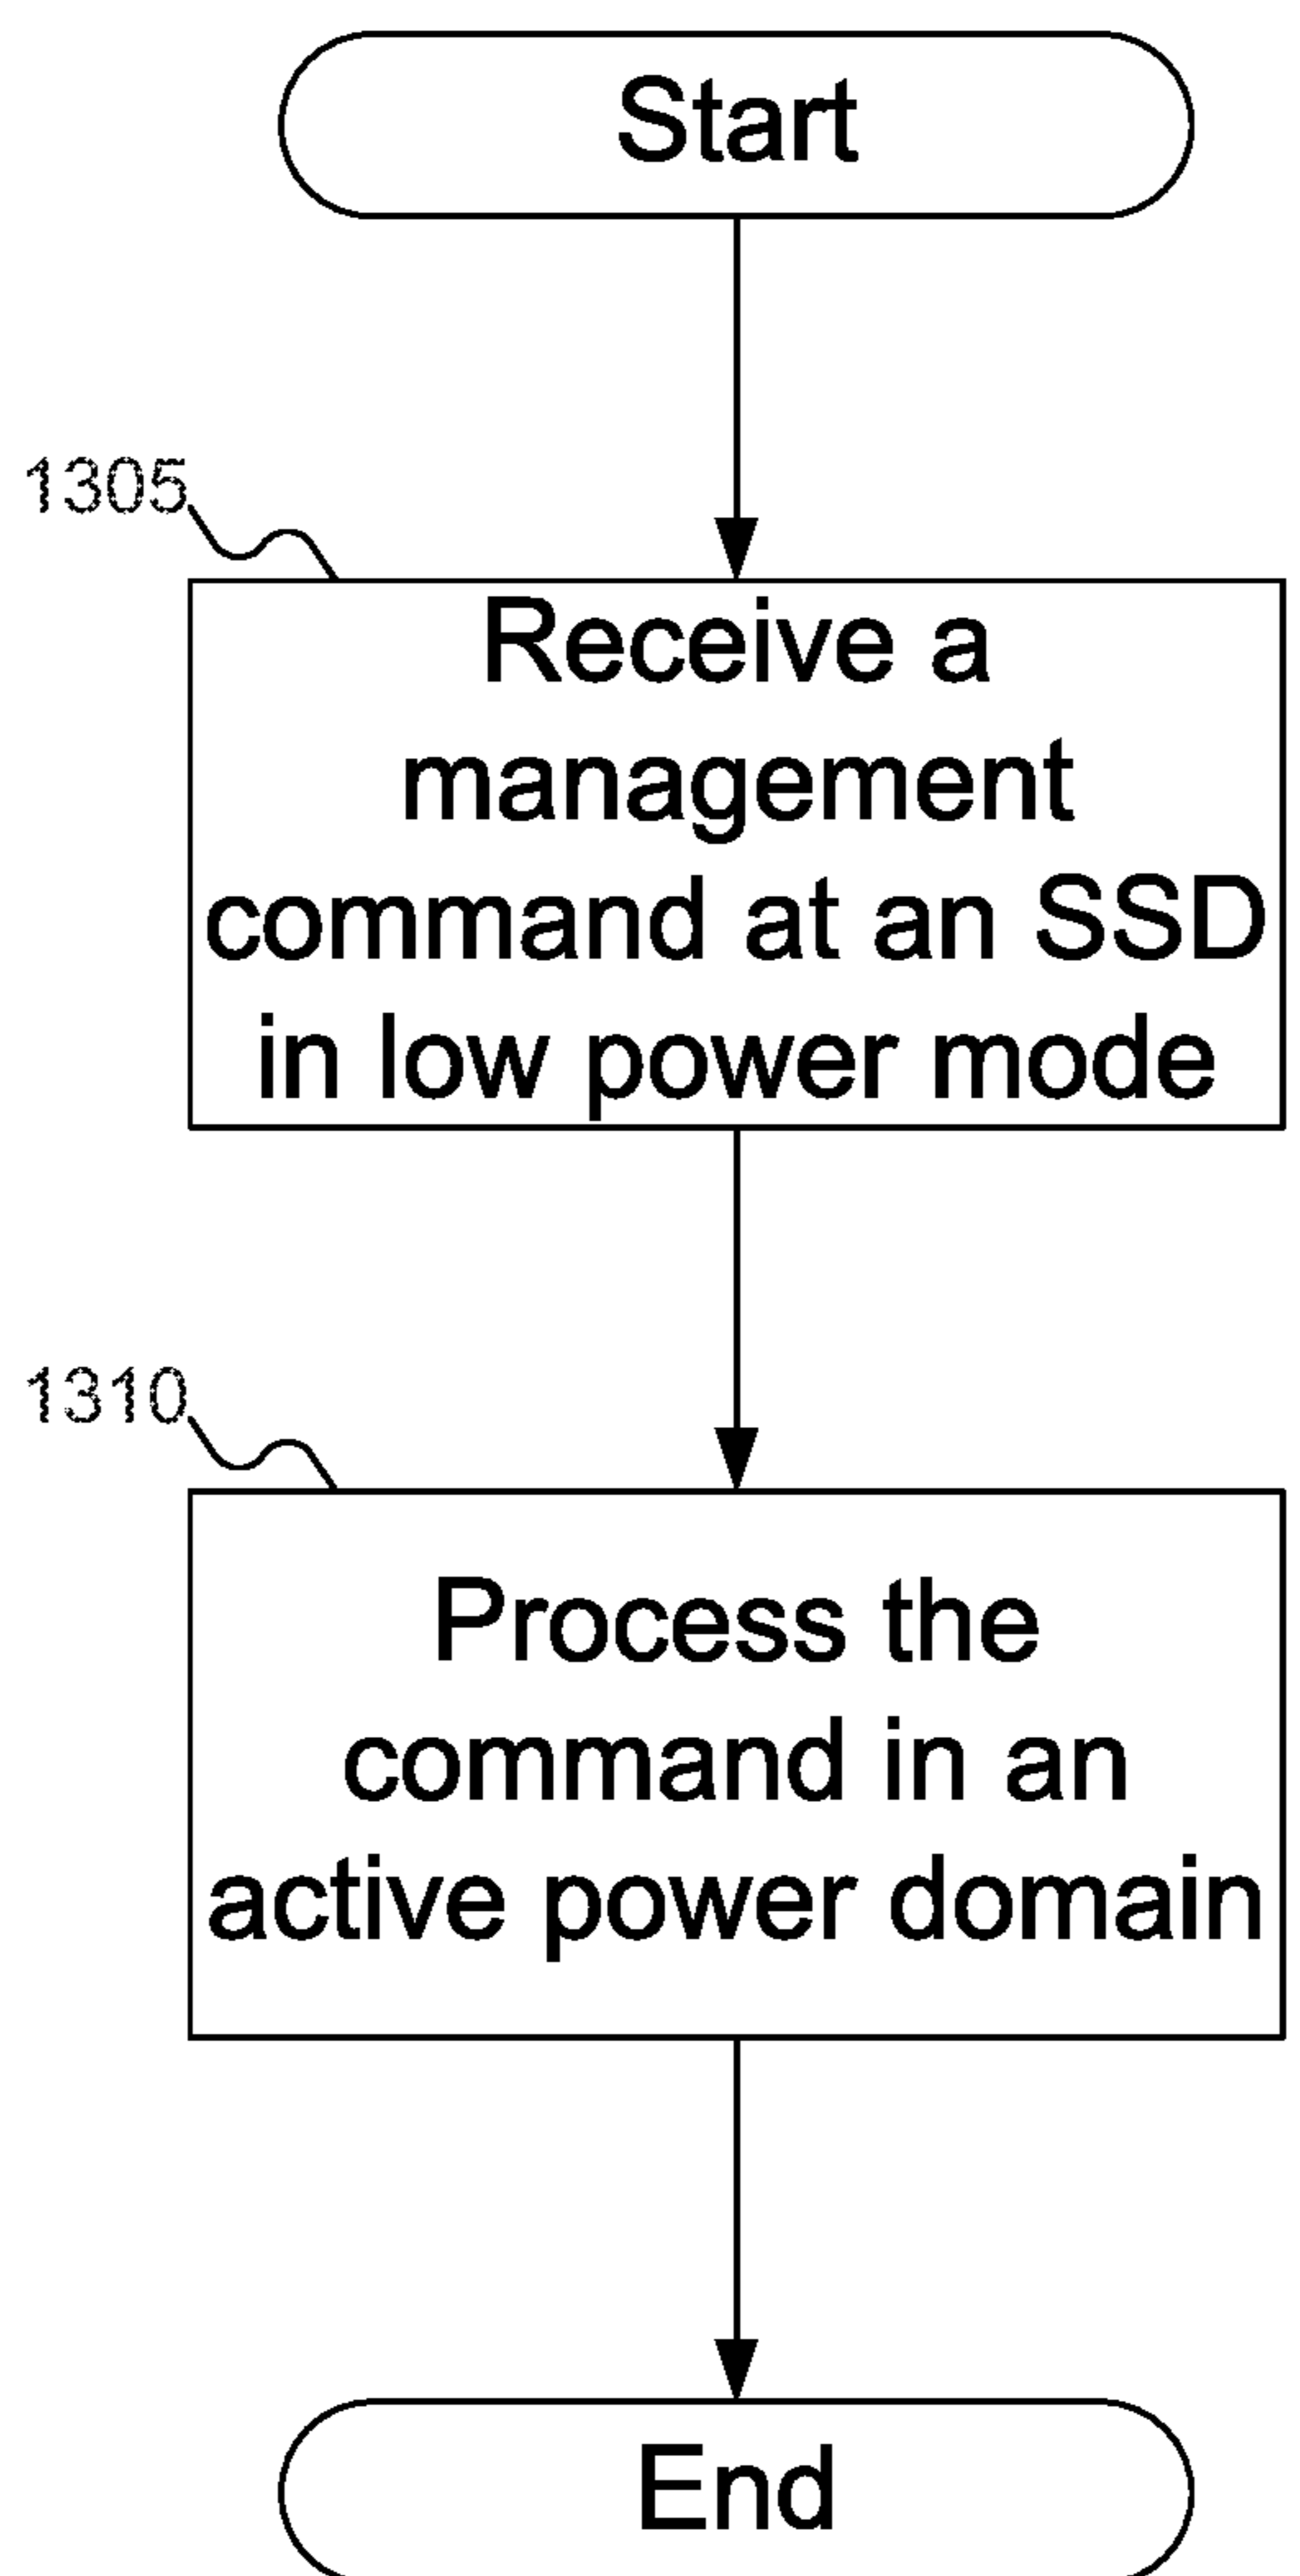 Start
1305
Receive a
management
command at an SSD
in low power mode
1310
Process the
command in an
active power domain
End